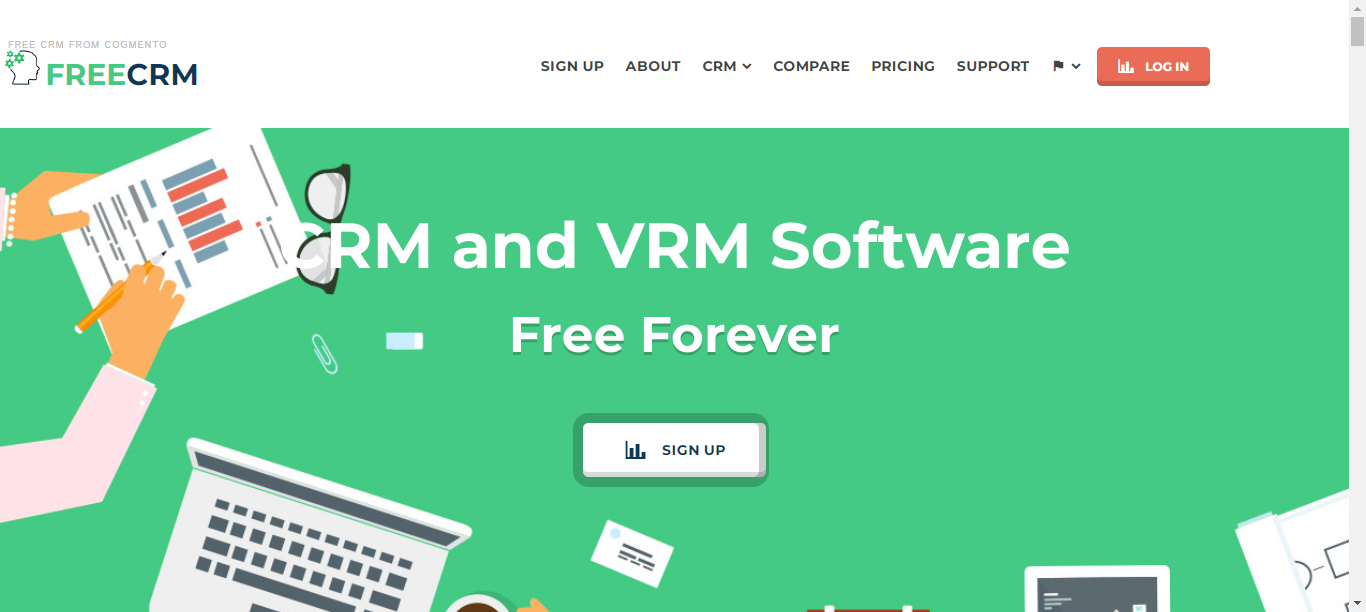 FREE CRM FROM COGMENTO
FREECRM
SIGN UP ABOUT CRM COMPARE PRICING SUPPORT LOG IN
CRM and VRM Software
Free Forever
SIGN UP